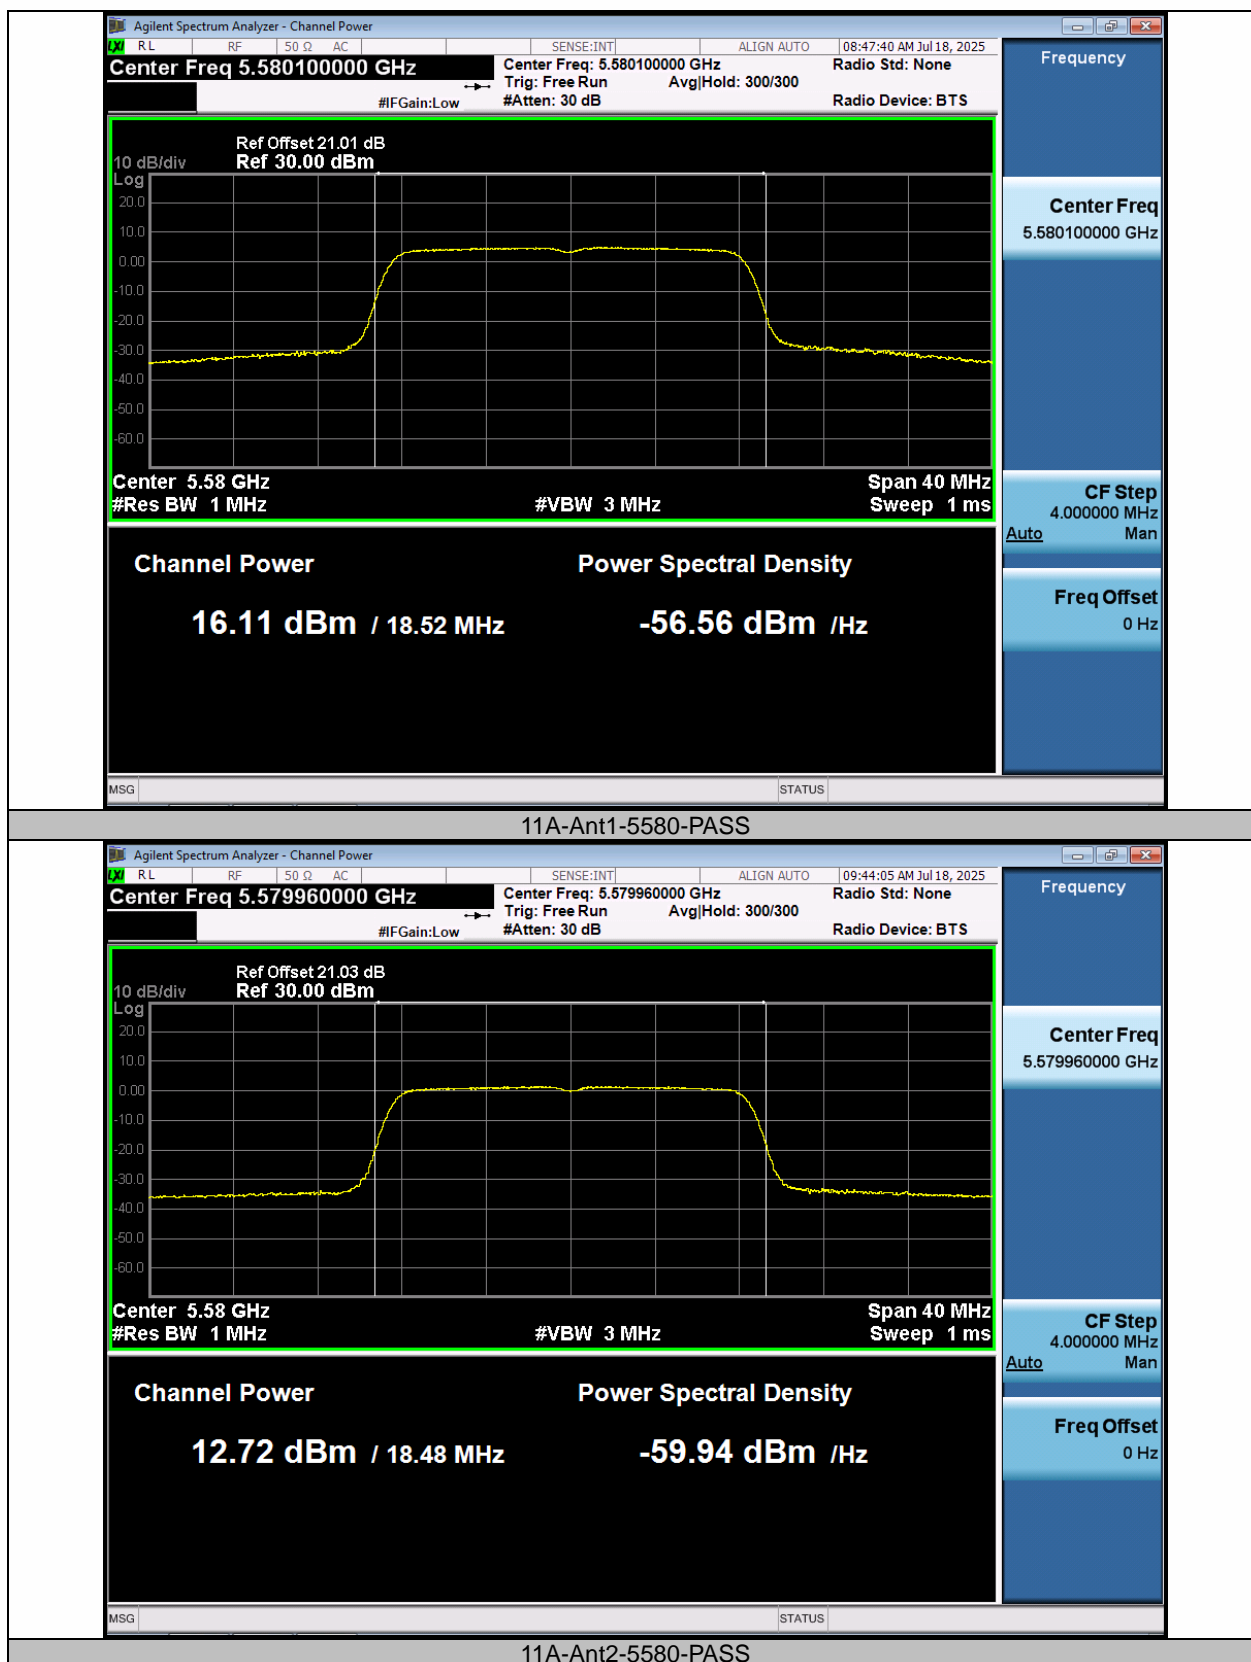 Agilent Spectrum Analyzer - Channel Power
LXI RL RF 50 Ω AC SENSE:INT ALIGN AUTO 08:47:40 AM Jul 18, 2025
Center Freq 5.580100000 GHz
Center Freq: 5.580100000 GHz Radio Std: None
Trig: Free Run Avg|Hold: 300/300
#IFGain:Low #Atten: 30 dB Radio Device: BTS
Frequency
Ref Offset 21.01 dB
10 dB/div Ref 30.00 dBm
Log
20.0
10.0
0.00
-10.0
-20.0
-30.0
-40.0
-50.0
-60.0
Center Freq
5.580100000 GHz
Center 5.58 GHz Span 40 MHz
#Res BW 1 MHz #VBW 3 MHz Sweep 1 ms
CF Step
4.000000 MHz
Auto Man
Channel Power Power Spectral Density
16.11 dBm / 18.52 MHz -56.56 dBm /Hz
Freq Offset
0 Hz
MSG STATUS
11A-Ant1-5580-PASS
Agilent Spectrum Analyzer - Channel Power
LXI RL RF 50 Ω AC SENSE:INT ALIGN AUTO 09:44:05 AM Jul 18, 2025
Center Freq 5.579960000 GHz
Center Freq: 5.579960000 GHz Radio Std: None
Trig: Free Run Avg|Hold: 300/300
#IFGain:Low #Atten: 30 dB Radio Device: BTS
Frequency
Ref Offset 21.03 dB
10 dB/div Ref 30.00 dBm
Log
20.0
10.0
0.00
-10.0
-20.0
-30.0
-40.0
-50.0
-60.0
Center Freq
5.579960000 GHz
Center 5.58 GHz Span 40 MHz
#Res BW 1 MHz #VBW 3 MHz Sweep 1 ms
CF Step
4.000000 MHz
Auto Man
Channel Power Power Spectral Density
12.72 dBm / 18.48 MHz -59.94 dBm /Hz
Freq Offset
0 Hz
MSG STATUS
11A-Ant2-5580-PASS